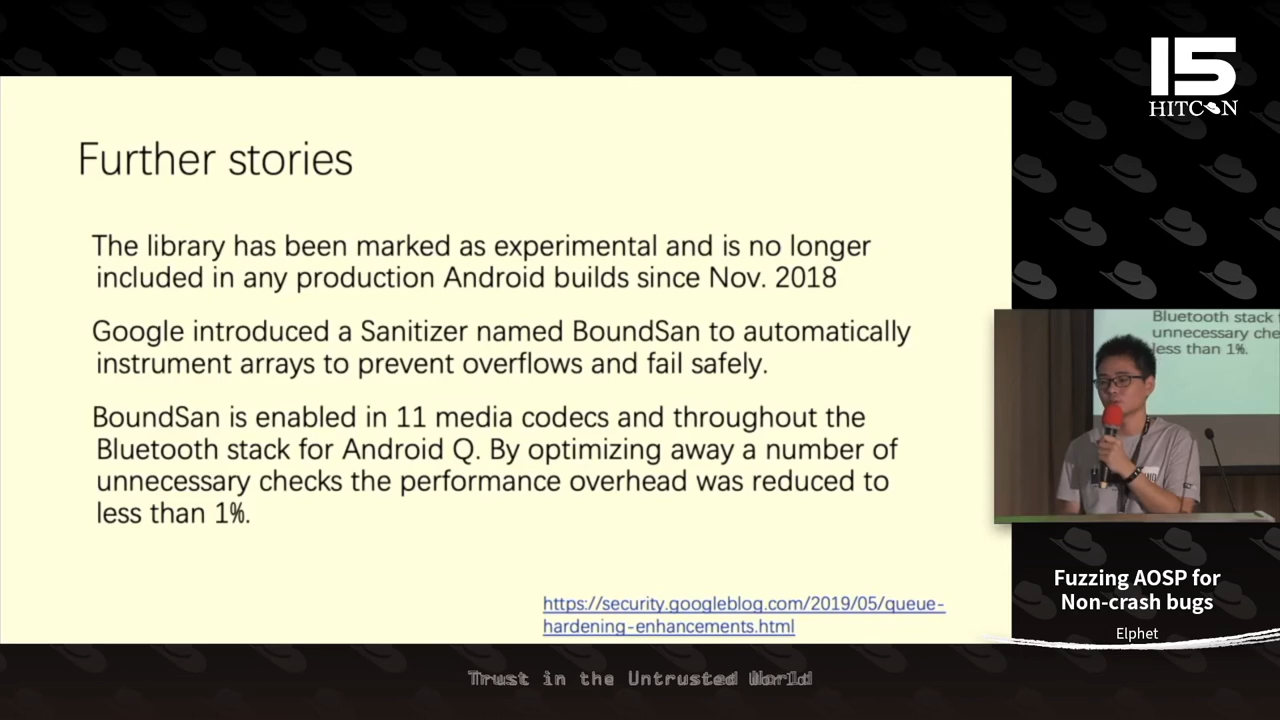 15
HITCON
Further stories
The library has been marked as experimental and is no longer
included in any production Android builds since Nov. 2018
Google introduced a Sanitizer named BoundSan to automatically
instrument arrays to prevent overflows and fail safely.
BoundSan is enabled in 11 media codecs and throughout the
Bluetooth stack for Android Q. By optimizing away a number of
unnecessary checks the performance overhead was reduced to
less than 1%.
https://security.googleblog.com/2019/05/queue-
hardening-enhancements.html
Bluetooth stack
unnecessary che
less than 1%.
Fuzzing AOSP for
Non-crash bugs
Elphet
Trust in the Untrusted World